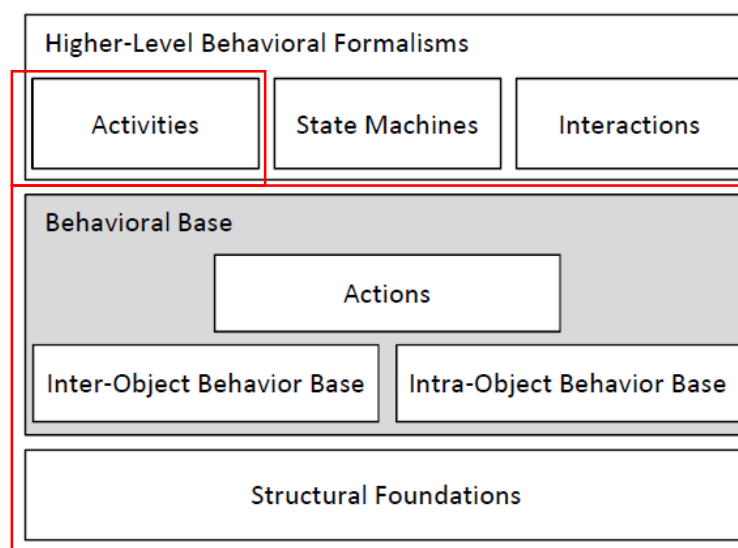 Higher-Level Behavioral Formalisms
Activities
State Machines
Interactions
Behavioral Base
Actions
Inter-Object Behavior Base
Intra-Object Behavior Base
Structural Foundations